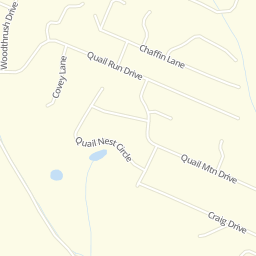 Woodthrush Drive
Chaffin Lane
Quail Run Drive
Covey Lane
Quail Nest Circle
Quail Mtn Drive
Craig Drive